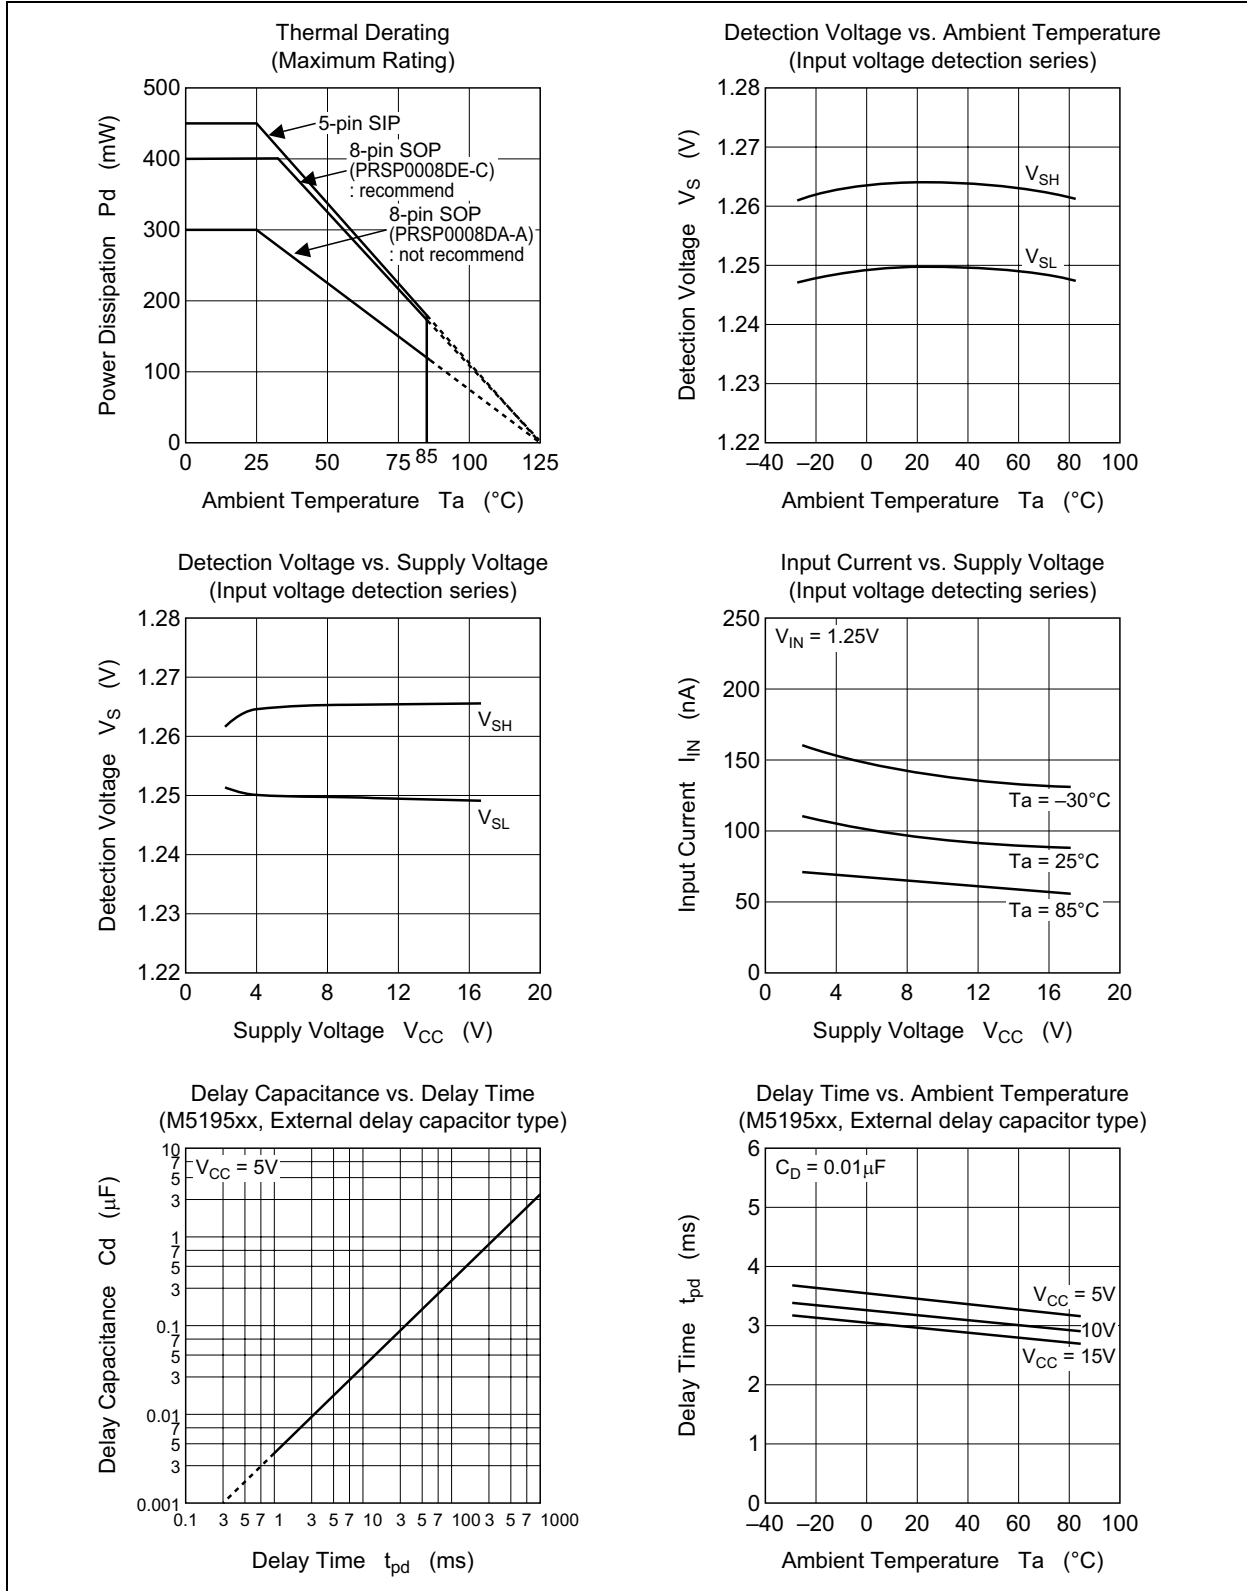 Thermal Derating
(Maximum Rating)
500
400
300
200
100
0
Power Dissipation Pd (mW)
5-pin SIP
8-pin SOP
(PRSP0008DE-C)
: recommend
8-pin SOP
(PRSP0008DA-A)
: not recommend
0 25 50 75 85 100 125
Ambient Temperature Ta (°C)
Detection Voltage vs. Ambient Temperature
(Input voltage detection series)
1.28
1.27
1.26
1.25
1.24
1.23
1.22
Detection Voltage VS (V)
VSH
VSL
–40 –20 0 20 40 60 80 100
Ambient Temperature Ta (°C)
Detection Voltage vs. Supply Voltage
(Input voltage detection series)
1.28
1.27
1.26
1.25
1.24
1.23
1.22
Detection Voltage VS (V)
VSH
VSL
0 4 8 12 16 20
Supply Voltage VCC (V)
Input Current vs. Supply Voltage
(Input voltage detecting series)
250
200
150
100
50
0
Input Current IIN (nA)
VIN = 1.25V
Ta = –30°C
Ta = 25°C
Ta = 85°C
0 4 8 12 16 20
Supply Voltage VCC (V)
Delay Capacitance vs. Delay Time
(M5195xx, External delay capacitor type)
10
7
5
3
1
7
5
3
0.1
7
5
3
0.01
7
5
3
0.001
Delay Capacitance Cd (μF)
VCC = 5V
0.1 3 5 7 1 3 5 7 10 3 5 7 100 3 5 7 1000
Delay Time tpd (ms)
Delay Time vs. Ambient Temperature
(M5195xx, External delay capacitor type)
6
5
4
3
2
1
0
Delay Time tpd (ms)
CD = 0.01μF
VCC = 5V
10V
VCC = 15V
–40 –20 0 20 40 60 80 100
Ambient Temperature Ta (°C)